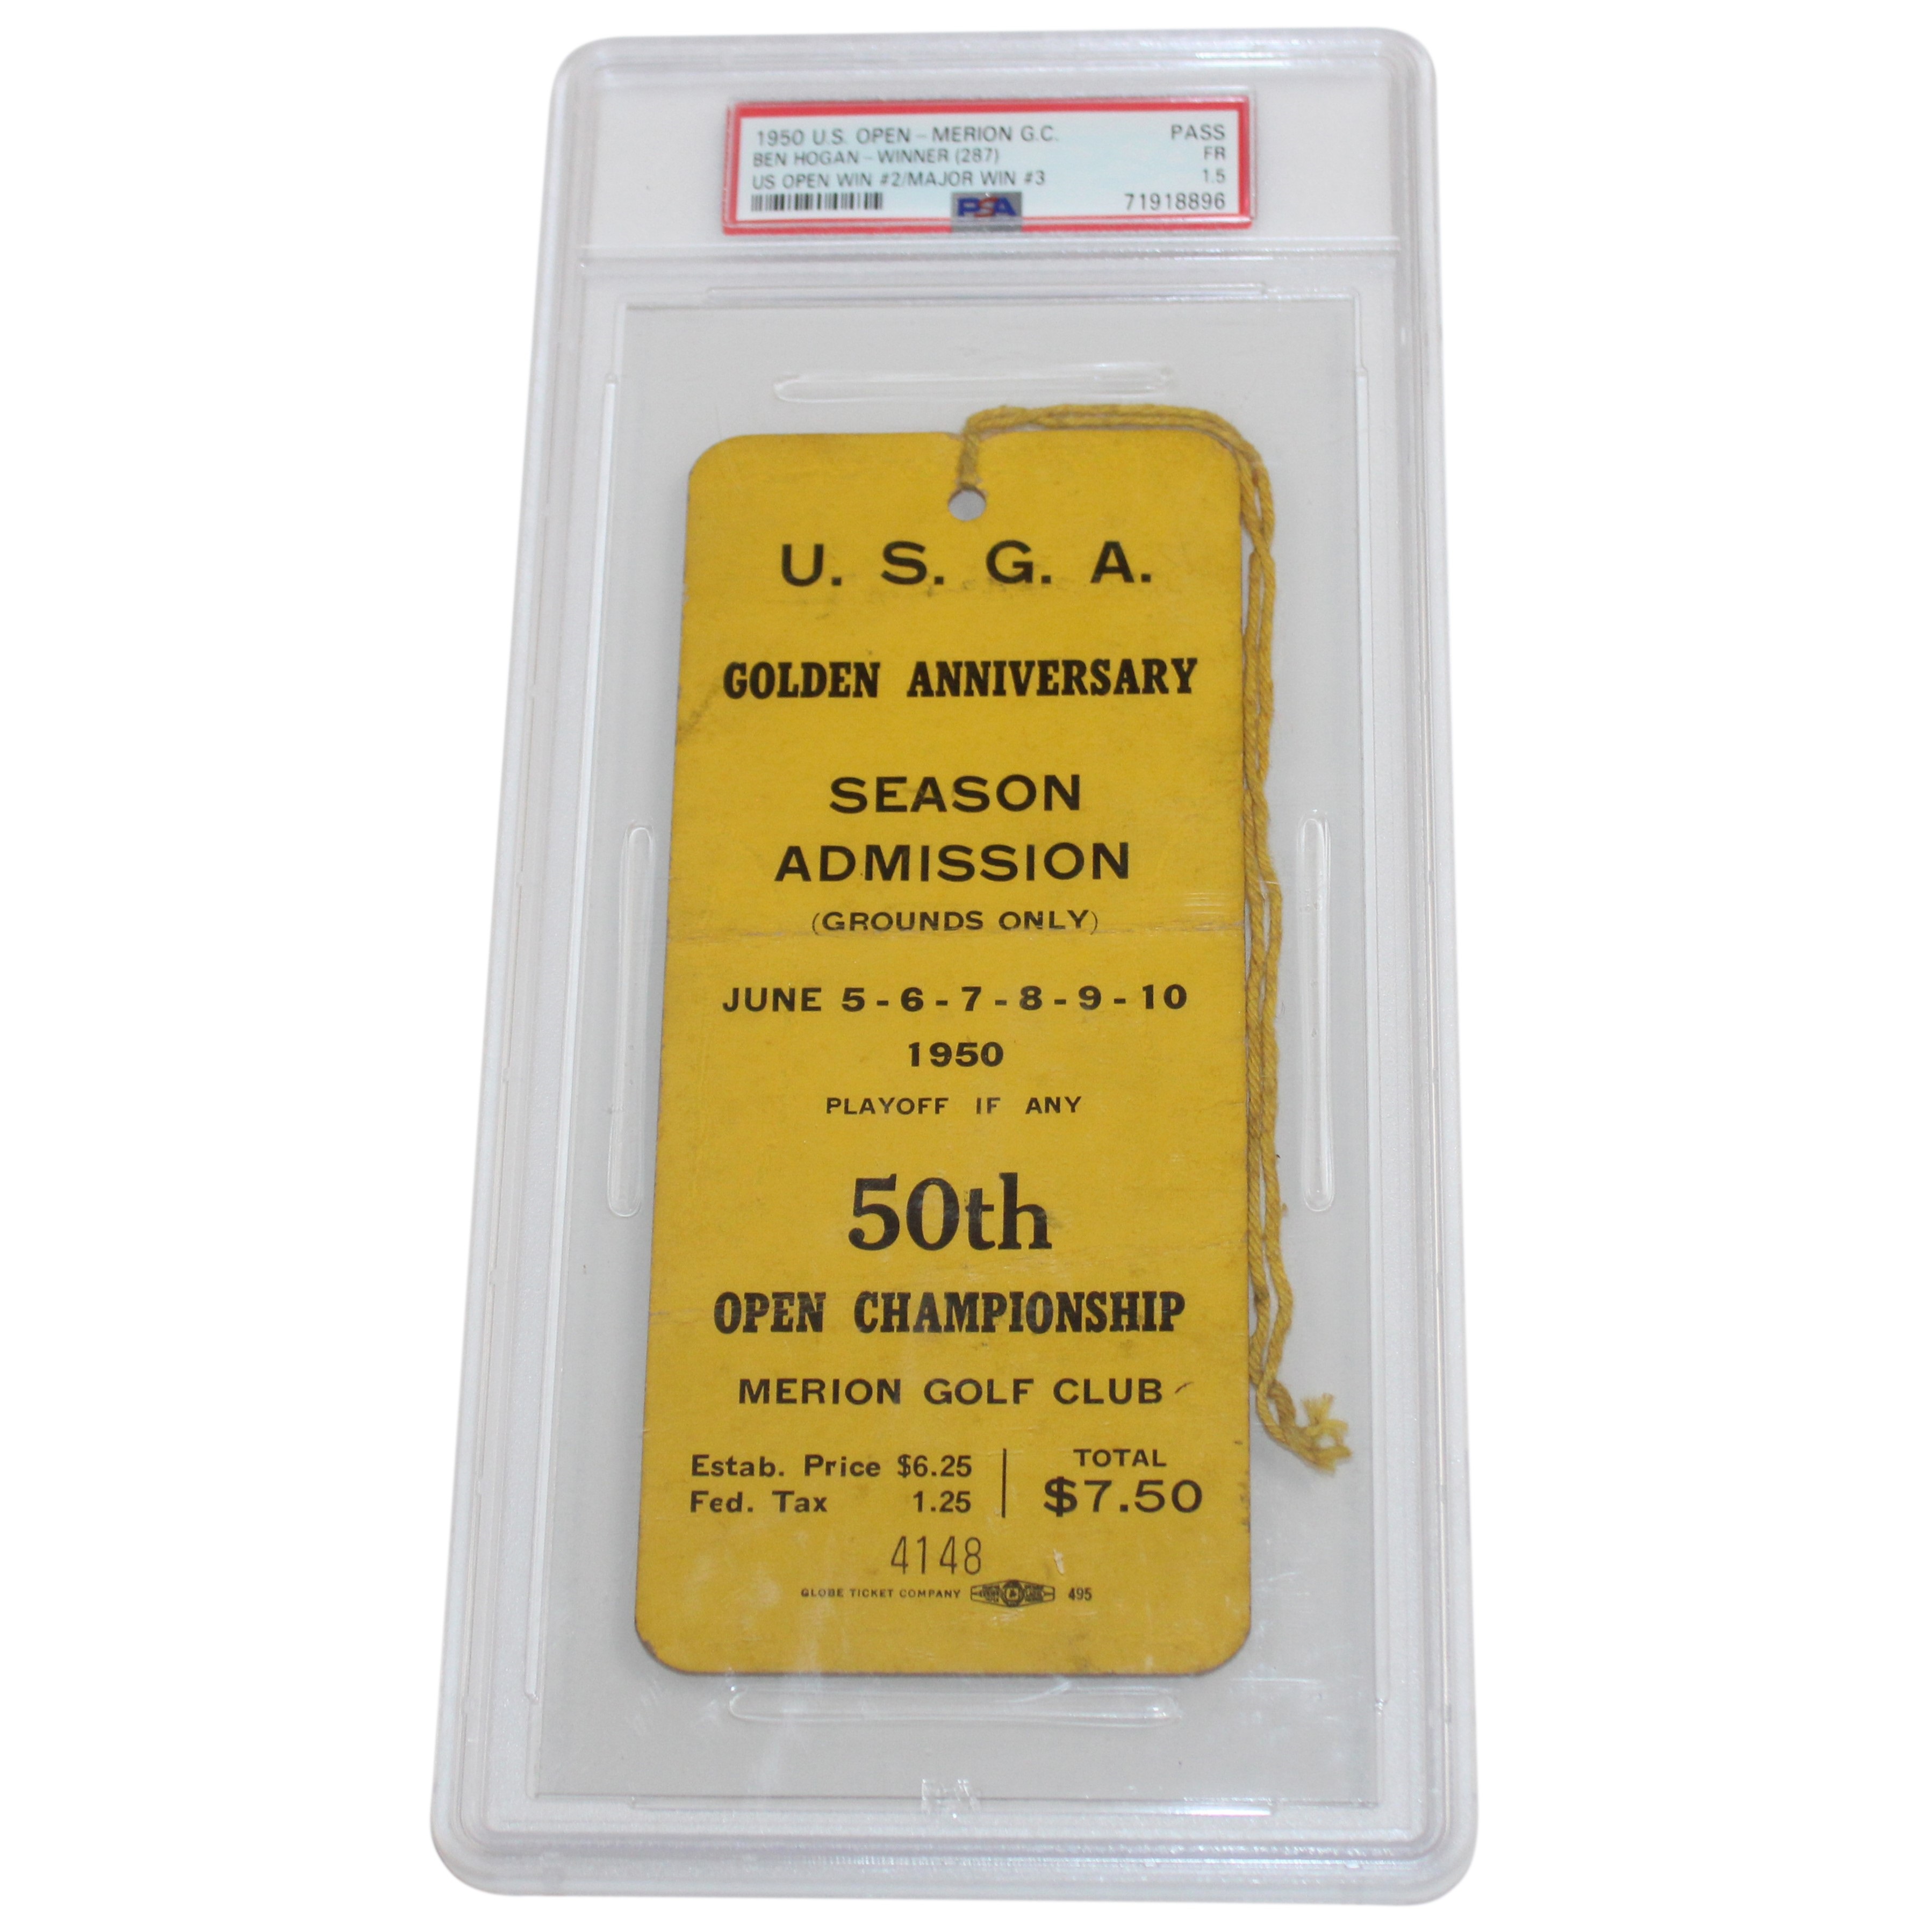 1950 U.S. OPEN - MERION G.C. PASS
BEN HOGAN - WINNER (287) FR
US OPEN WIN #2/MAJOR WIN #3 1.5
PSA 71918896
U. S. G. A.
GOLDEN ANNIVERSARY
SEASON
ADMISSION
(GROUNDS ONLY)
JUNE 5 - 6 - 7 - 8 - 9 - 10
1950
PLAYOFF IF ANY
50th
OPEN CHAMPIONSHIP
MERION GOLF CLUB
Estab. Price $6.25 TOTAL
Fed. Tax 1.25 $7.50
4148
GLOBE TICKET COMPANY 495